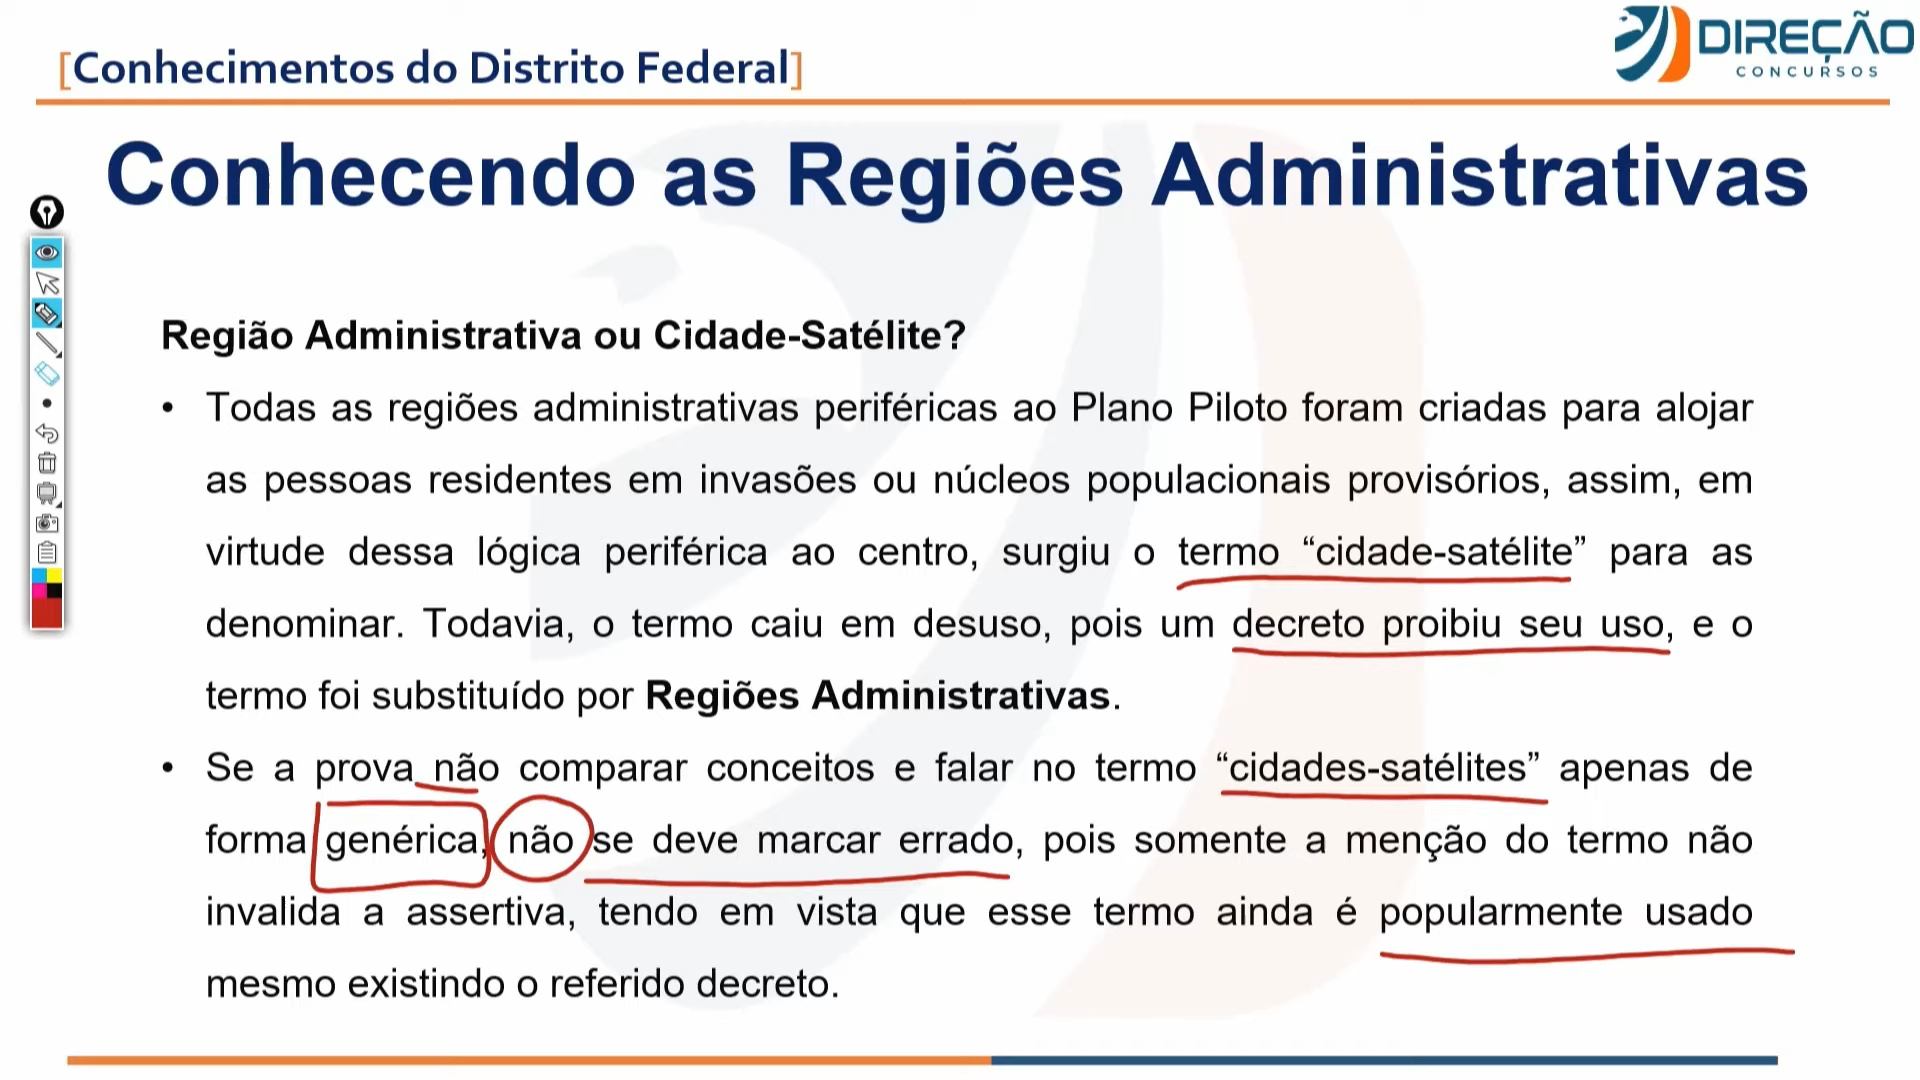 [Conhecimentos do Distrito Federal]
DIREÇÃO
CONCURSOS
Conhecendo as Regiões Administrativas
Região Administrativa ou Cidade-Satélite?
• Todas as regiões administrativas periféricas ao Plano Piloto foram criadas para alojar
as pessoas residentes em invasões ou núcleos populacionais provisórios, assim, em
virtude dessa lógica periférica ao centro, surgiu o termo “cidade-satélite” para as
denominar. Todavia, o termo caiu em desuso, pois um decreto proibiu seu uso, e o
termo foi substituído por Regiões Administrativas.
• Se a prova não comparar conceitos e falar no termo “cidades-satélites” apenas de
forma genérica, não se deve marcar errado, pois somente a menção do termo não
invalida a assertiva, tendo em vista que esse termo ainda é popularmente usado
mesmo existindo o referido decreto.